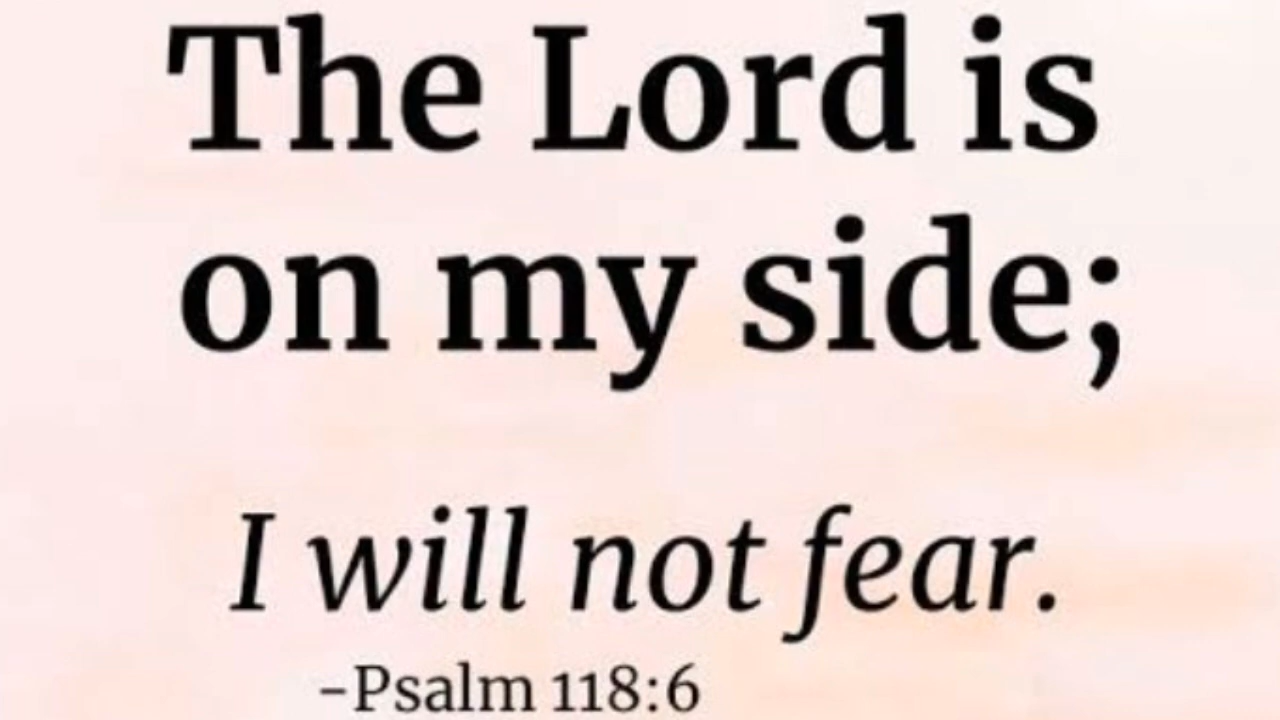 The Lord is
on my side;
I will not fear.
-Psalm 118:6